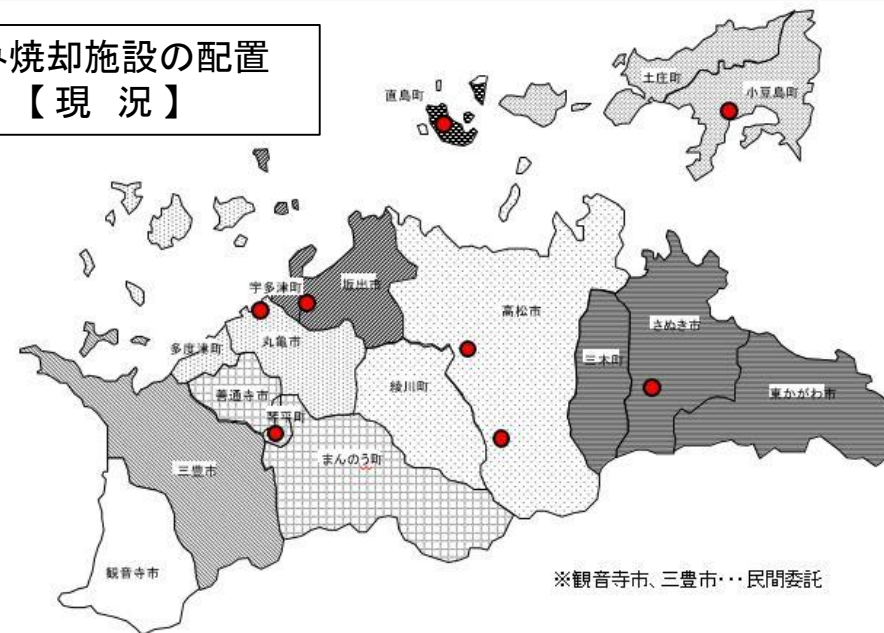 焼却施設の配置
【 現 況 】
土庄町
小豆島町
直島町
宇多津町
坂出市
高松市
さぬき市
多度津町
丸亀市
三木町
善通寺市
綾川町
東かがわ市
琴平町
三豊市
まんのう町
観音寺市
※観音寺市、三豊市・・・民間委託